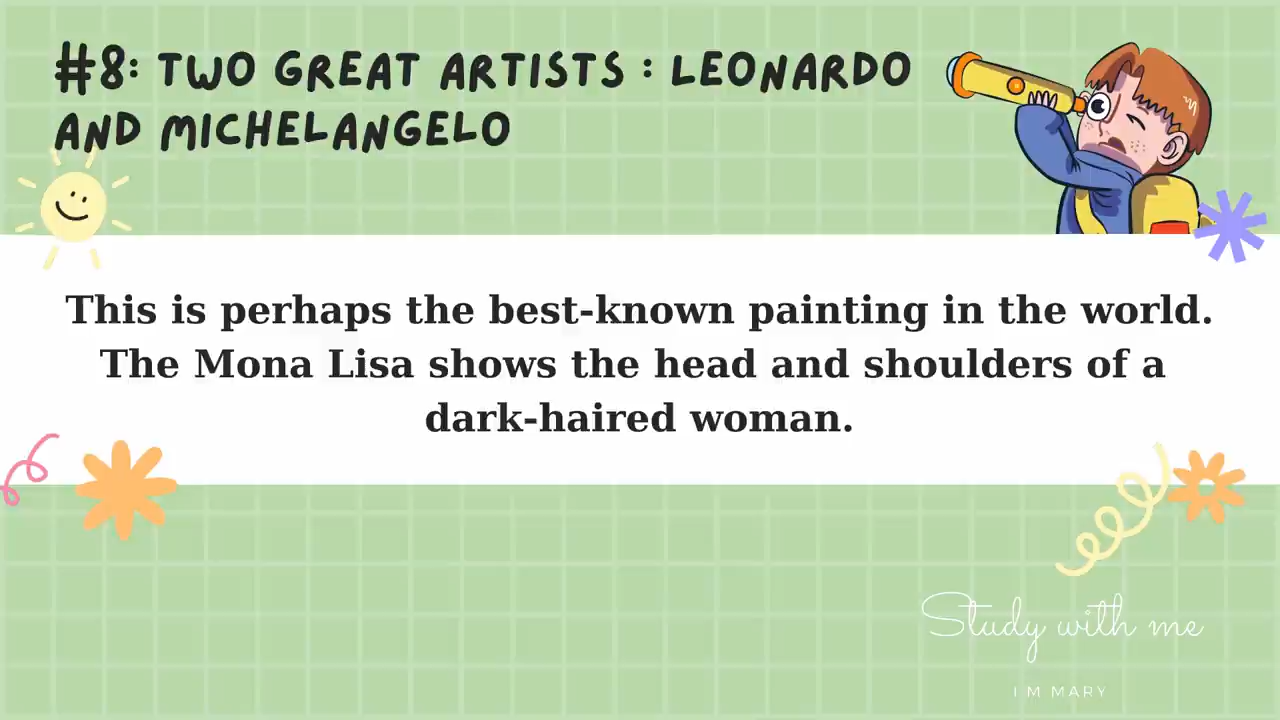 #8: TWO GREAT ARTISTS : LEONARDO
AND MICHELANGELO
This is perhaps the best-known painting in the world.
The Mona Lisa shows the head and shoulders of a
dark-haired woman.
Study with me
I M MARY